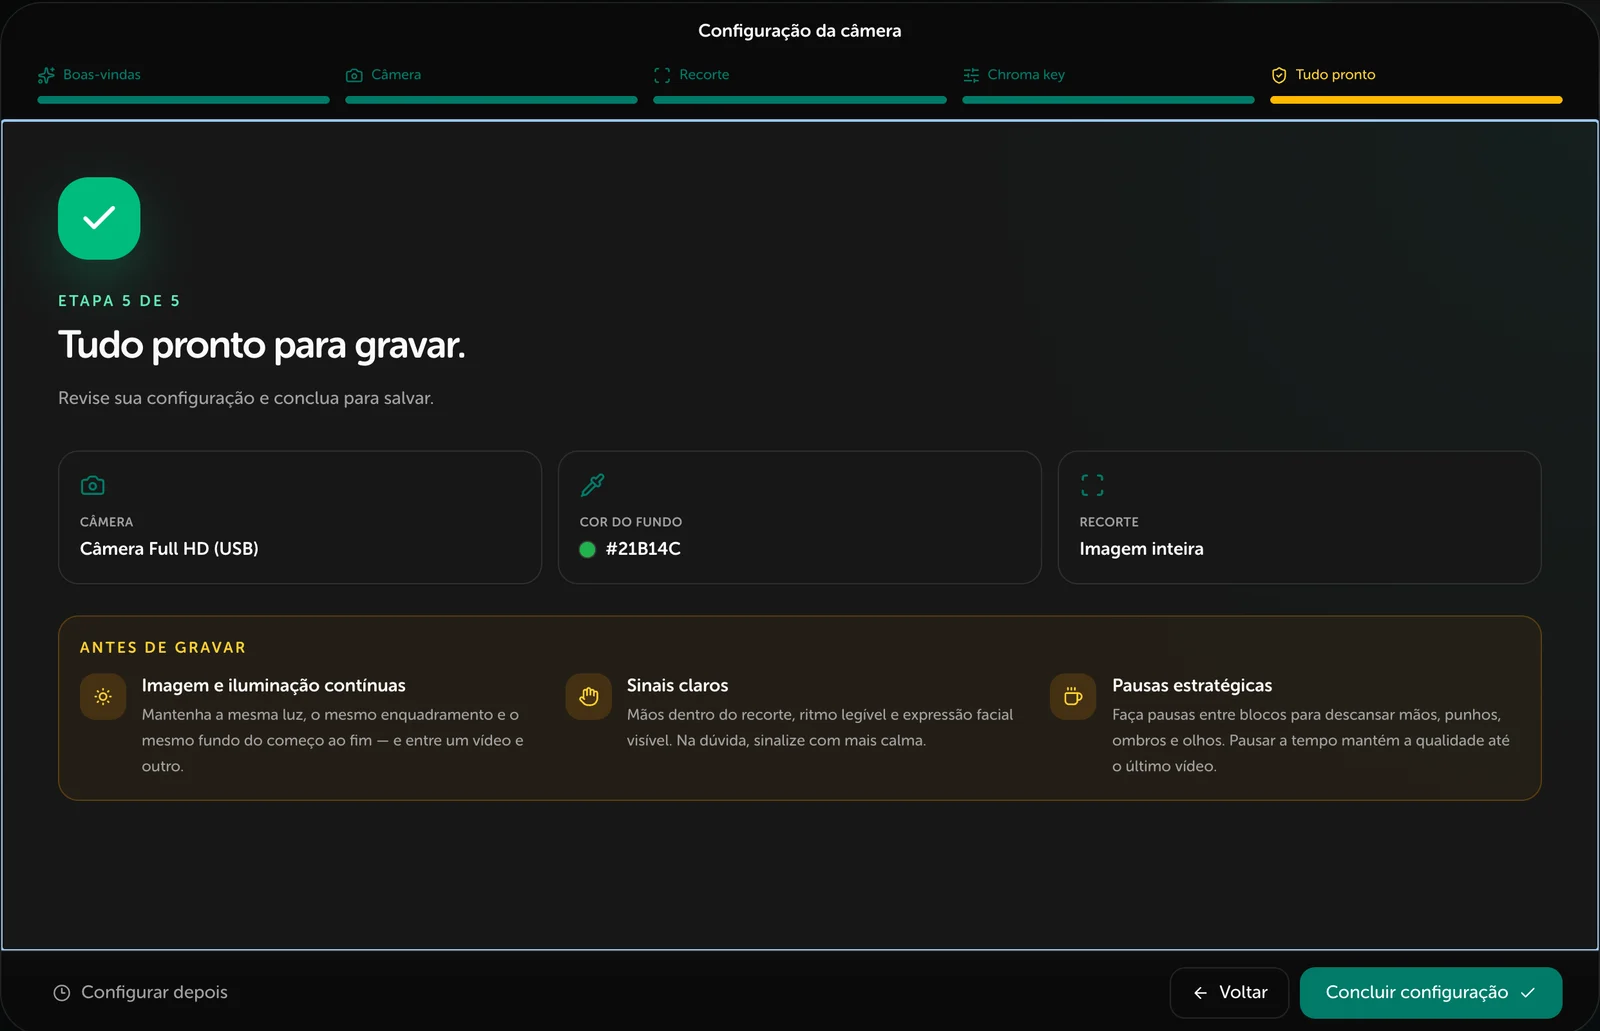 Configuração da câmera
Boas-vindas
Câmera
Recorte
Chroma key
Tudo pronto
ETAPA 5 DE 5
Tudo pronto para gravar.
Revise sua configuração e conclua para salvar.
CÂMERA
Câmera Full HD (USB)
COR DO FUNDO
#21B14C
RECORTE
Imagem inteira
ANTES DE GRAVAR
Imagem e iluminação contínuas
Mantenha a mesma luz, o mesmo enquadramento e o
mesmo fundo do começo ao fim — e entre um vídeo e
outro.
Sinais claros
Mãos dentro do recorte, ritmo legível e expressão facial
visível. Na dúvida, sinalize com mais calma.
Pausas estratégicas
Faça pausas entre blocos para descansar mãos, punhos,
ombros e olhos. Pausar a tempo mantém a qualidade até
o último vídeo.
Configurar depois
Voltar
Concluir configuração